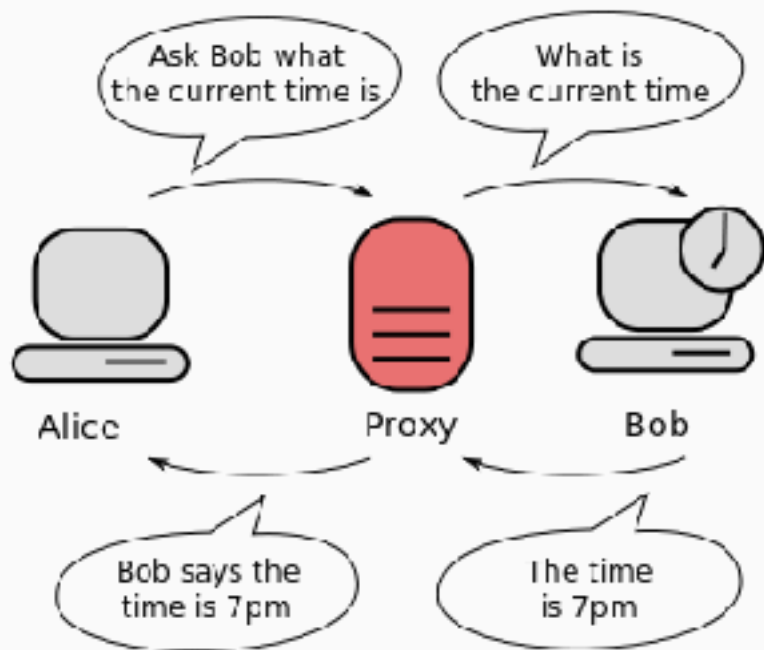 Ask Bob what
the current time is
What is
the current time
Alice
Proxy
Bob
Bob says the
time is 7pm
The time
is 7pm